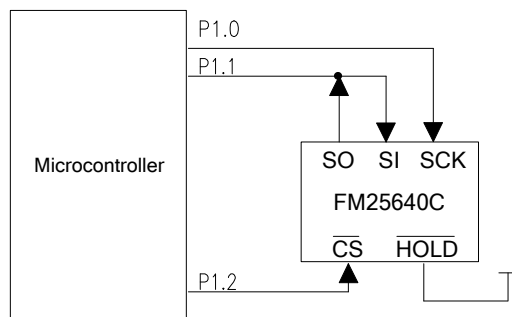 P1.0
P1.1
Microcontroller
SO SI SCK
FM25640C
CS HOLD
P1.2